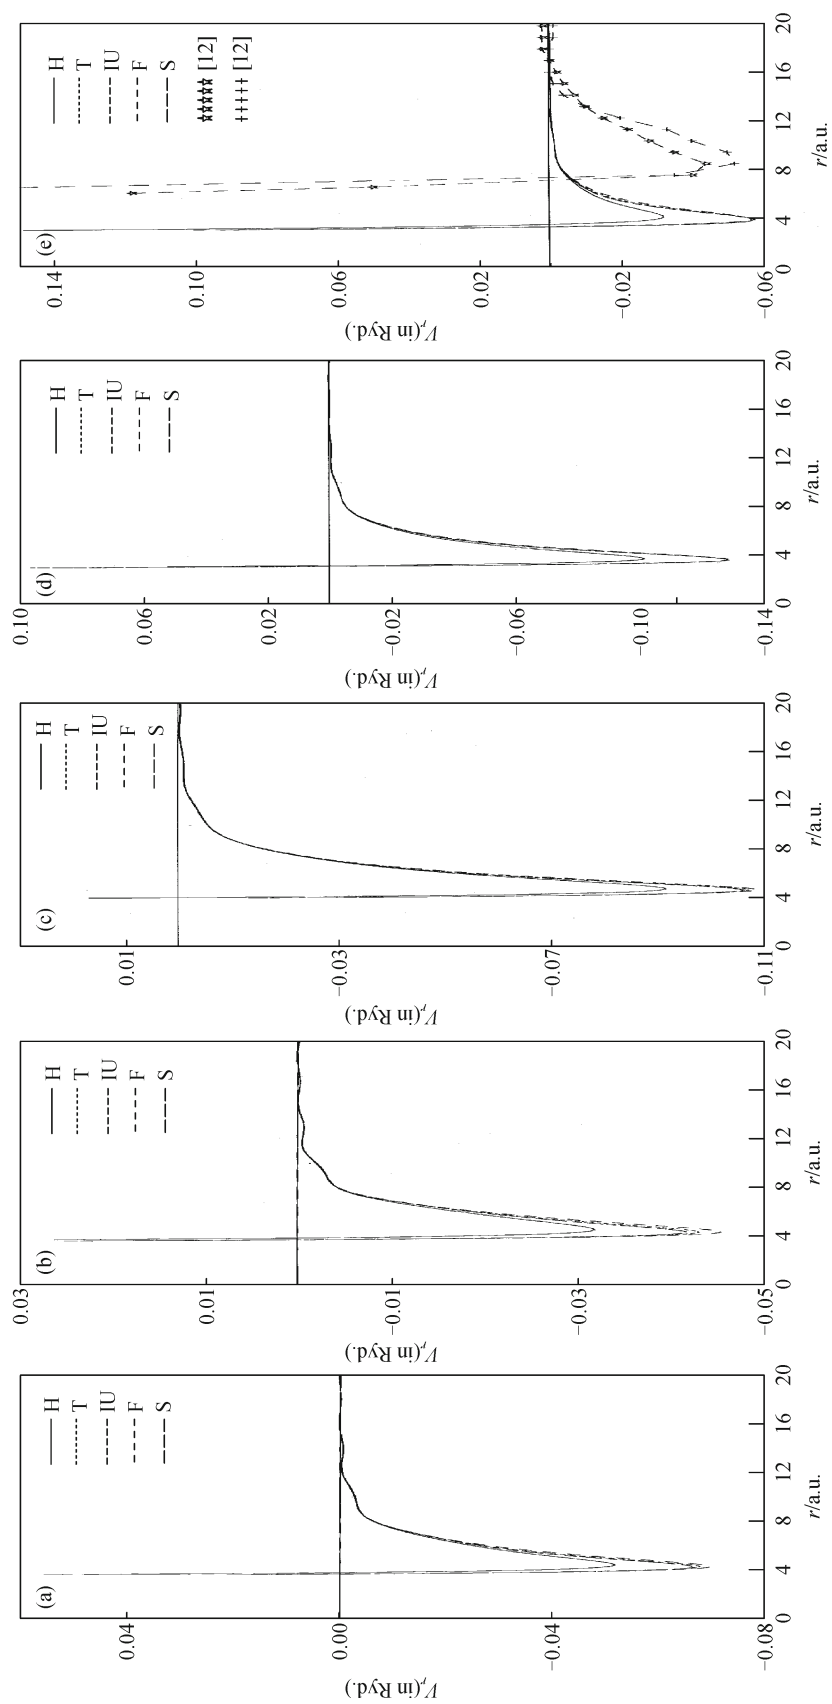 (a)
H
T
IU
F
S
0.04
0.00
−0.04
−0.08
V_r(in Ryd.)
0 4 8 12 16 20
r/a.u.
(b)
H
T
IU
F
S
0.03
0.01
−0.01
−0.03
−0.05
V_r(in Ryd.)
0 4 8 12 16 20
r/a.u.
(c)
H
T
IU
F
S
0.01
−0.03
−0.07
−0.11
V_r(in Ryd.)
0 4 8 12 16 20
r/a.u.
(d)
H
T
IU
F
S
0.10
0.06
0.02
−0.02
−0.06
−0.10
−0.14
V_r(in Ryd.)
0 4 8 12 16 20
r/a.u.
(e)
H
T
IU
F
S
[12]
[12]
0.14
0.10
0.06
0.02
−0.02
−0.06
V_r(in Ryd.)
0 4 8 12 16 20
r/a.u.